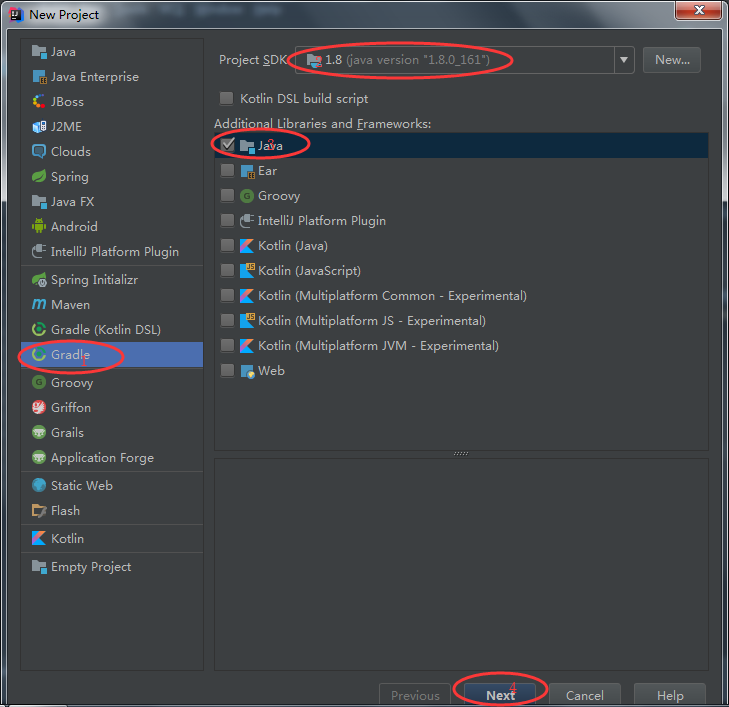 New Project
Java
Java Enterprise
JBoss
J2ME
Clouds
Spring
Java FX
Android
IntelliJ Platform Plugin
Spring Initializr
Maven
Gradle (Kotlin DSL)
Gradle 1
Groovy
Griffon
Grails
Application Forge
Static Web
Flash
Kotlin
Empty Project
Project SDK: 1.8 (java version "1.8.0_161") New...
Kotlin DSL build script
Additional Libraries and Frameworks:
Java
Ear
Groovy
IntelliJ Platform Plugin
Kotlin (Java)
Kotlin (JavaScript)
Kotlin (Multiplatform Common - Experimental)
Kotlin (Multiplatform JS - Experimental)
Kotlin (Multiplatform JVM - Experimental)
Web
Previous Next 4 Cancel Help